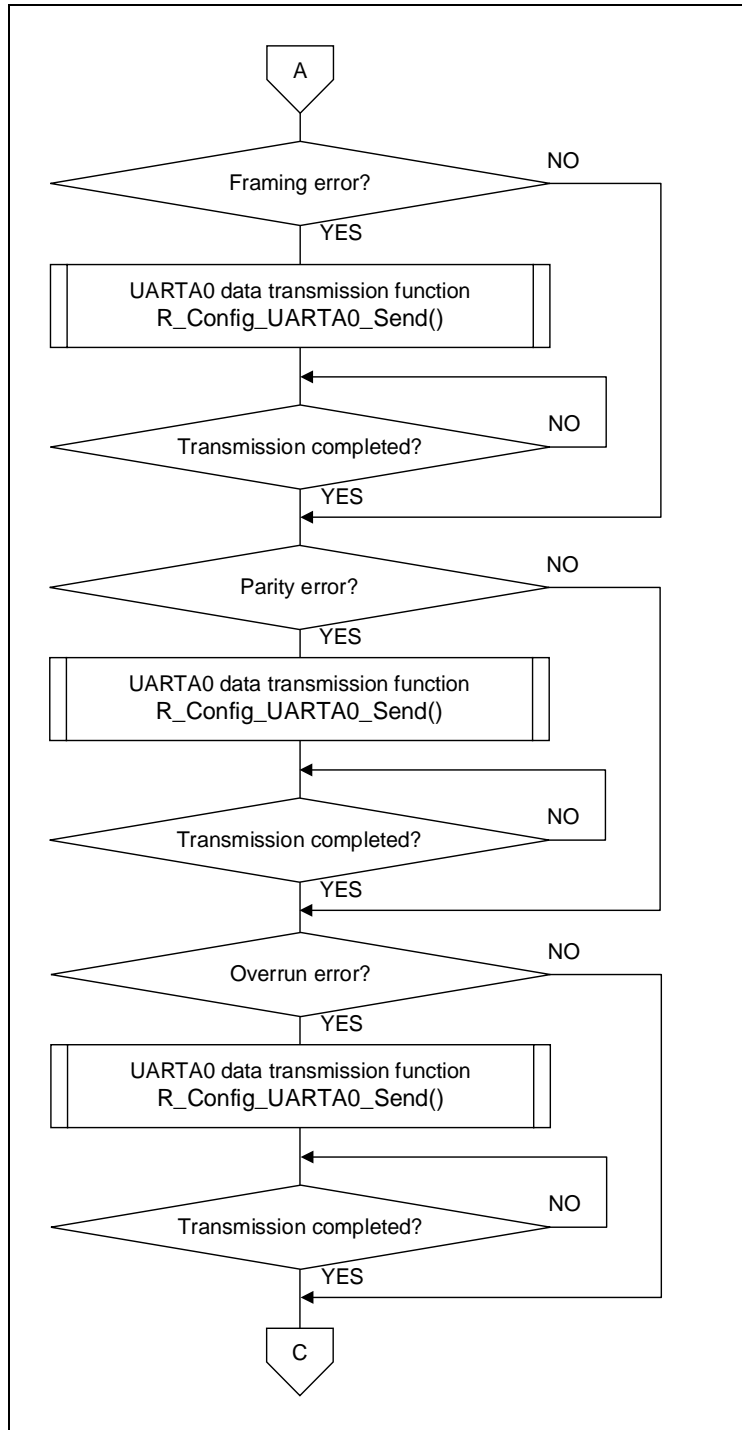 A
Framing error?
NO
YES
UARTA0 data transmission function
R_Config_UARTA0_Send()
Transmission completed?
NO
YES
Parity error?
NO
YES
UARTA0 data transmission function
R_Config_UARTA0_Send()
Transmission completed?
NO
YES
Overrun error?
NO
YES
UARTA0 data transmission function
R_Config_UARTA0_Send()
Transmission completed?
NO
YES
C